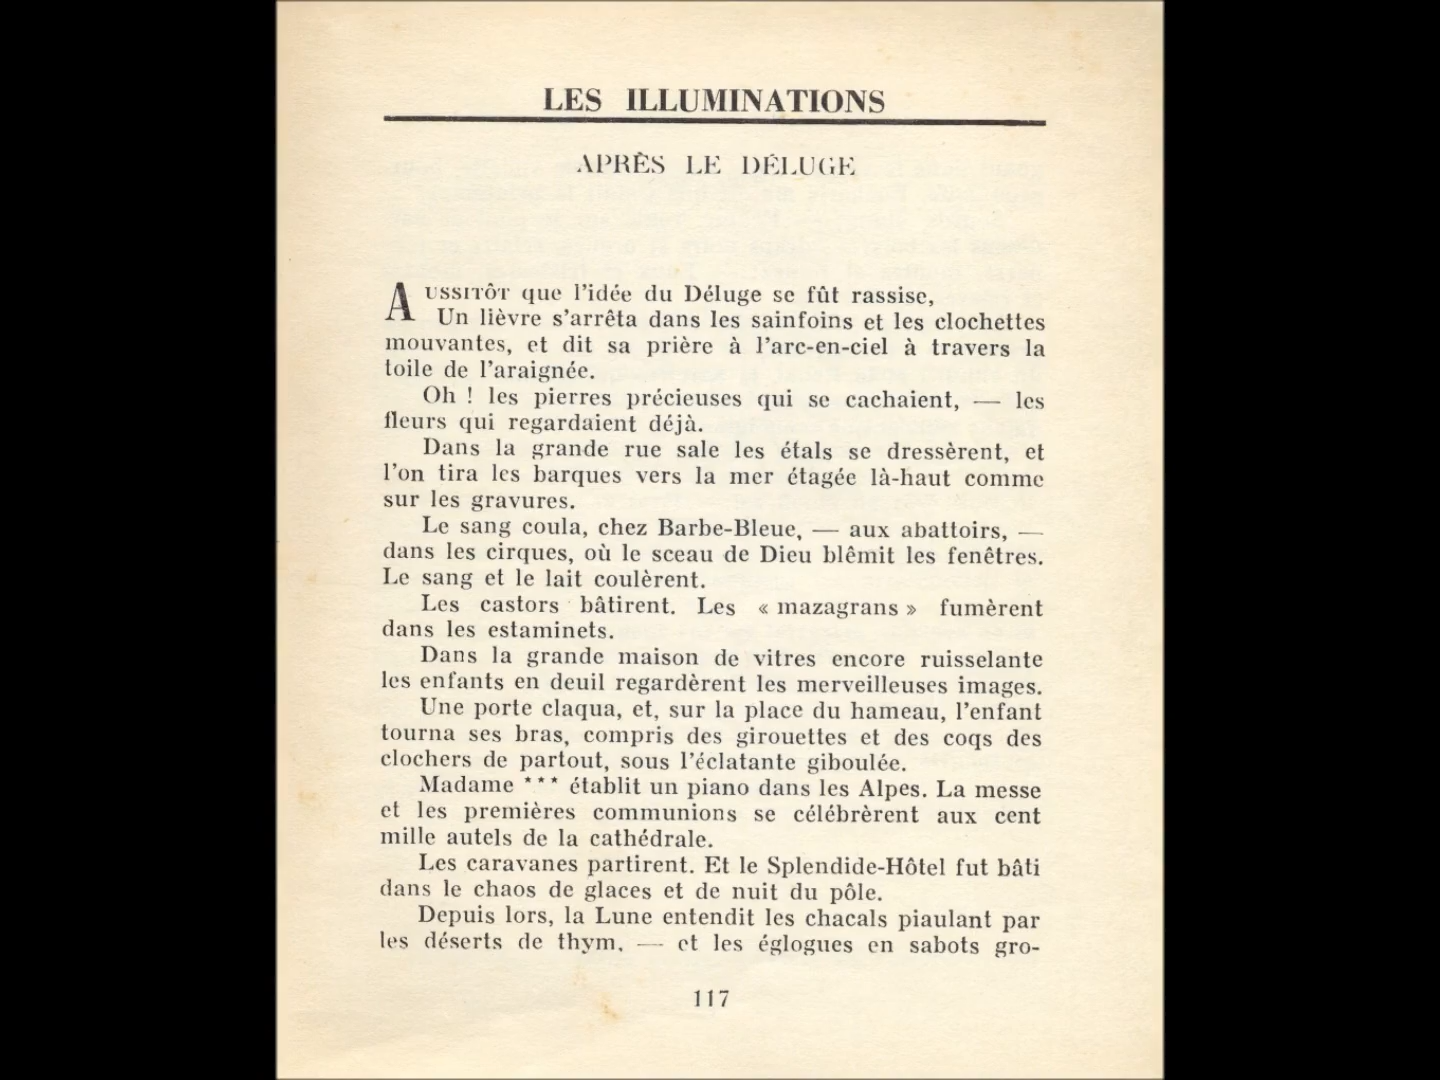 LES ILLUMINATIONS
APRÈS LE DÉLUGE
AUSSITÔT que l'idée du Déluge se fût rassise,
Un lièvre s'arrêta dans les sainfoins et les clochettes
mouvantes, et dit sa prière à l'arc-en-ciel à travers la
toile de l'araignée.
Oh ! les pierres précieuses qui se cachaient, — les
fleurs qui regardaient déjà.
Dans la grande rue sale les étals se dressèrent, et
l'on tira les barques vers la mer étagée là-haut comme
sur les gravures.
Le sang coula, chez Barbe-Bleue, — aux abattoirs, —
dans les cirques, où le sceau de Dieu blêmit les fenêtres.
Le sang et le lait coulèrent.
Les castors bâtirent. Les « mazagrans » fumèrent
dans les estaminets.
Dans la grande maison de vitres encore ruisselante
les enfants en deuil regardèrent les merveilleuses images.
Une porte claqua, et, sur la place du hameau, l'enfant
tourna ses bras, compris des girouettes et des coqs des
clochers de partout, sous l'éclatante giboulée.
Madame *** établit un piano dans les Alpes. La messe
et les premières communions se célébrèrent aux cent
mille autels de la cathédrale.
Les caravanes partirent. Et le Splendide-Hôtel fut bâti
dans le chaos de glaces et de nuit du pôle.
Depuis lors, la Lune entendit les chacals piaulant par
les déserts de thym, — et les églogues en sabots gro-
117